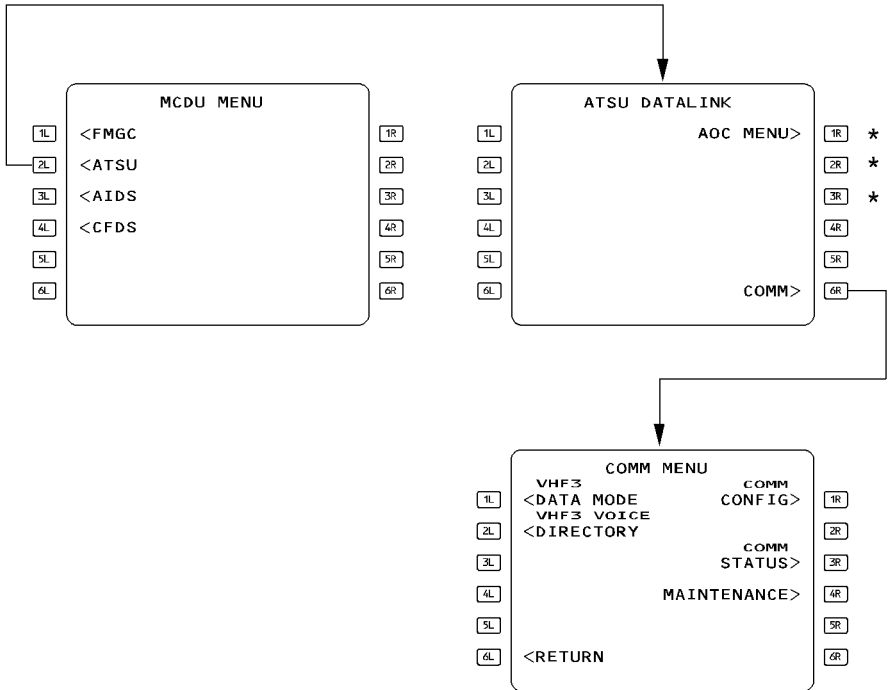 MCDU MENU
1L <FMGC 1R
2L <ATSU 2R
3L <AIDS 3R
4L <CFDS 4R
5L 5R
6L 6R
ATSU DATALINK
1L AOC MENU> 1R *
2L 2R *
3L 3R *
4L 4R
5L 5R
6L COMM> 6R
COMM MENU
VHF3 COMM
1L <DATA MODE CONFIG> 1R
VHF3 VOICE
2L <DIRECTORY 2R
COMM
3L STATUS> 3R
4L MAINTENANCE> 4R
5L 5R
6L <RETURN 6R